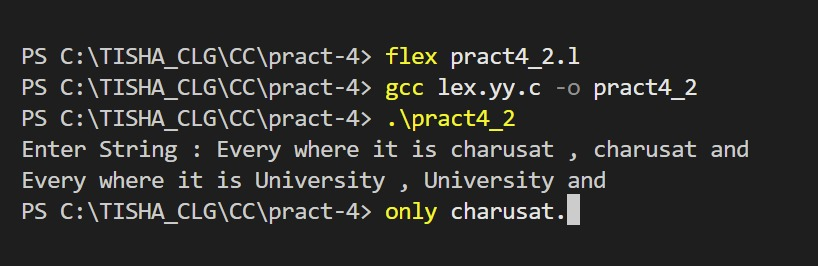 PS C:\TISHA_CLG\CC\pract-4> flex pract4_2.l
PS C:\TISHA_CLG\CC\pract-4> gcc lex.yy.c -o pract4_2
PS C:\TISHA_CLG\CC\pract-4> .\pract4_2
Enter String : Every where it is charusat , charusat and
Every where it is University , University and
PS C:\TISHA_CLG\CC\pract-4> only charusat.